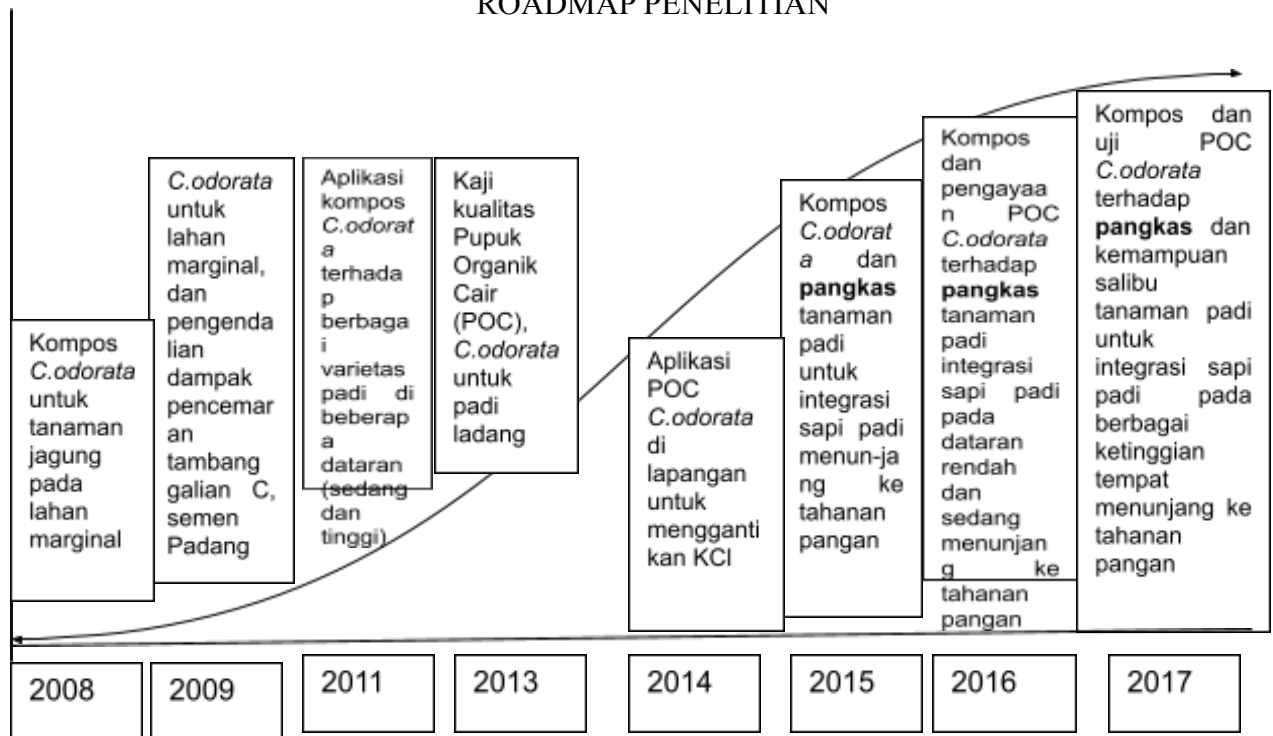 ROADMAP PENELITIAN
Kompos
C.odorata
untuk
tanaman
jagung
pada
lahan
marginal
C.odorata
untuk
lahan
marginal,
dan
pengenda
lian
dampak
pencemar
an
tambang
galian C,
semen
Padang
Aplikasi
kompos
C.odorat
a
terhada
p
berbaga
i
varietas
padi di
beberap
a
dataran
(sedang
dan
tinggi)
Kaji
kualitas
Pupuk
Organik
Cair
(POC),
C.odorata
untuk
padi
ladang
Aplikasi
POC
C.odorata
di
lapangan
untuk
mengganti
kan KCl
Kompos
C.odorat
a dan
pangkas
tanaman
padi
untuk
integrasi
sapi padi
menun-ja
ng ke
tahanan
pangan
Kompos
dan
pengayaa
n POC
C.odorata
terhadap
pangkas
tanaman
padi
integrasi
sapi padi
pada
dataran
rendah
dan
sedang
menunjan
g ke
tahanan
pangan
Kompos dan
uji POC
C.odorata
terhadap
pangkas dan
kemampuan
salibu
tanaman padi
untuk
integrasi sapi
padi pada
berbagai
ketinggian
tempat
menunjang ke
tahanan
pangan
2008
2009
2011
2013
2014
2015
2016
2017